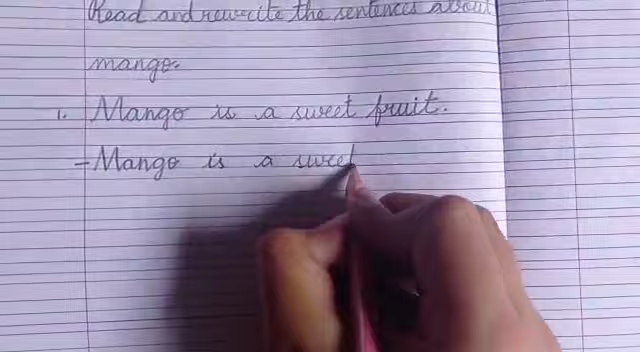 Read and rewrite the sentences about
mango.
1. Mango is a sweet fruit.
- Mango is a sweet